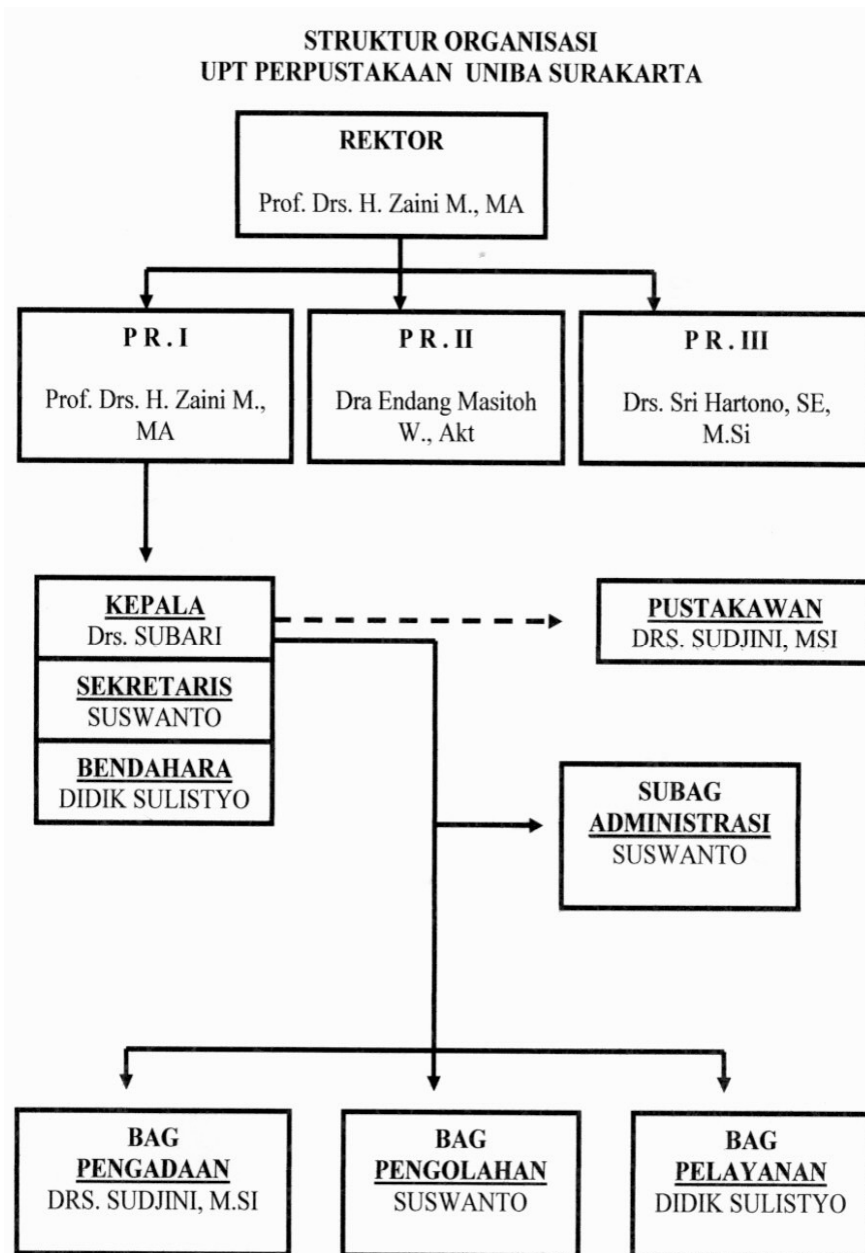 STRUKTUR ORGANISASI
UPT PERPUSTAKAAN UNIBA SURAKARTA
REKTOR
Prof. Drs. H. Zaini M., MA
P R . I
Prof. Drs. H. Zaini M.,
MA
P R . II
Dra Endang Masitoh
W., Akt
P R . III
Drs. Sri Hartono, SE,
M.Si
KEPALA
Drs. SUBARI
SEKRETARIS
SUSWANTO
BENDAHARA
DIDIK SULISTYO
PUSTAKAWAN
DRS. SUDJINI, MSI
SUBAG
ADMINISTRASI
SUSWANTO
BAG
PENGADAAN
DRS. SUDJINI, M.SI
BAG
PENGOLAHAN
SUSWANTO
BAG
PELAYANAN
DIDIK SULISTYO